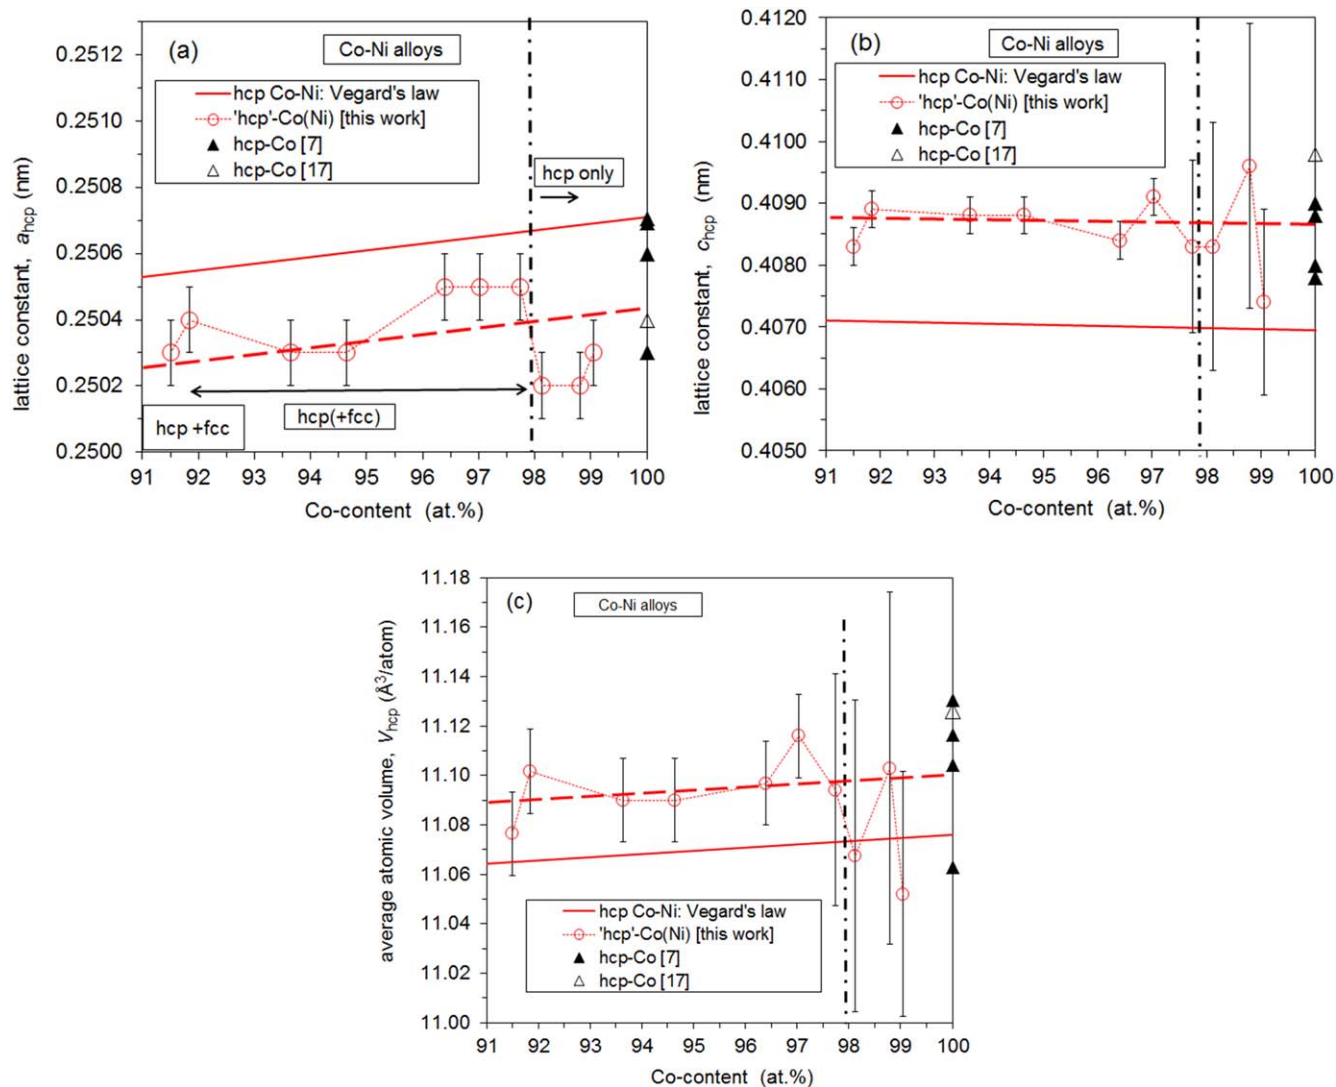 (a)
Co-Ni alloys
hcp Co-Ni: Vegard's law
'hcp'-Co(Ni) [this work]
hcp-Co [7]
hcp-Co [17]
hcp only
hcp +fcc
hcp(+fcc)
0.2512
0.2510
0.2508
0.2506
0.2504
0.2502
0.2500
lattice constant, a_hcp (nm)
91 92 93 94 95 96 97 98 99 100
Co-content (at.%)
(b)
Co-Ni alloys
hcp Co-Ni: Vegard's law
'hcp'-Co(Ni) [this work]
hcp-Co [7]
hcp-Co [17]
0.4120
0.4110
0.4100
0.4090
0.4080
0.4070
0.4060
0.4050
lattice constant, c_hcp (nm)
91 92 93 94 95 96 97 98 99 100
Co-content (at.%)
(c)
Co-Ni alloys
11.18
11.16
11.14
11.12
11.10
11.08
11.06
11.04
11.02
11.00
average atomic volume, V_hcp (Å³/atom)
hcp Co-Ni: Vegard's law
'hcp'-Co(Ni) [this work]
hcp-Co [7]
hcp-Co [17]
91 92 93 94 95 96 97 98 99 100
Co-content (at.%)